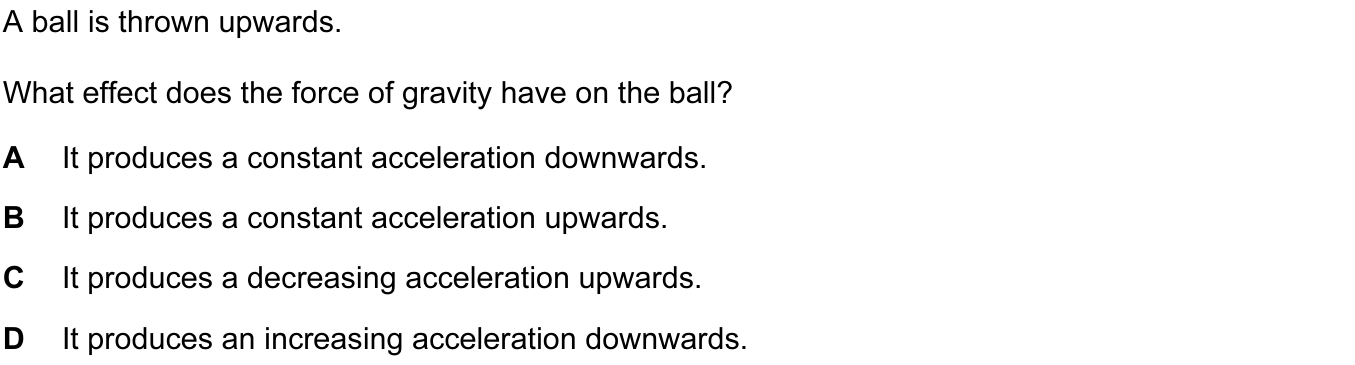 A ball is thrown upwards.
What effect does the force of gravity have on the ball?
A It produces a constant acceleration downwards.
B It produces a constant acceleration upwards.
C It produces a decreasing acceleration upwards.
D It produces an increasing acceleration downwards.